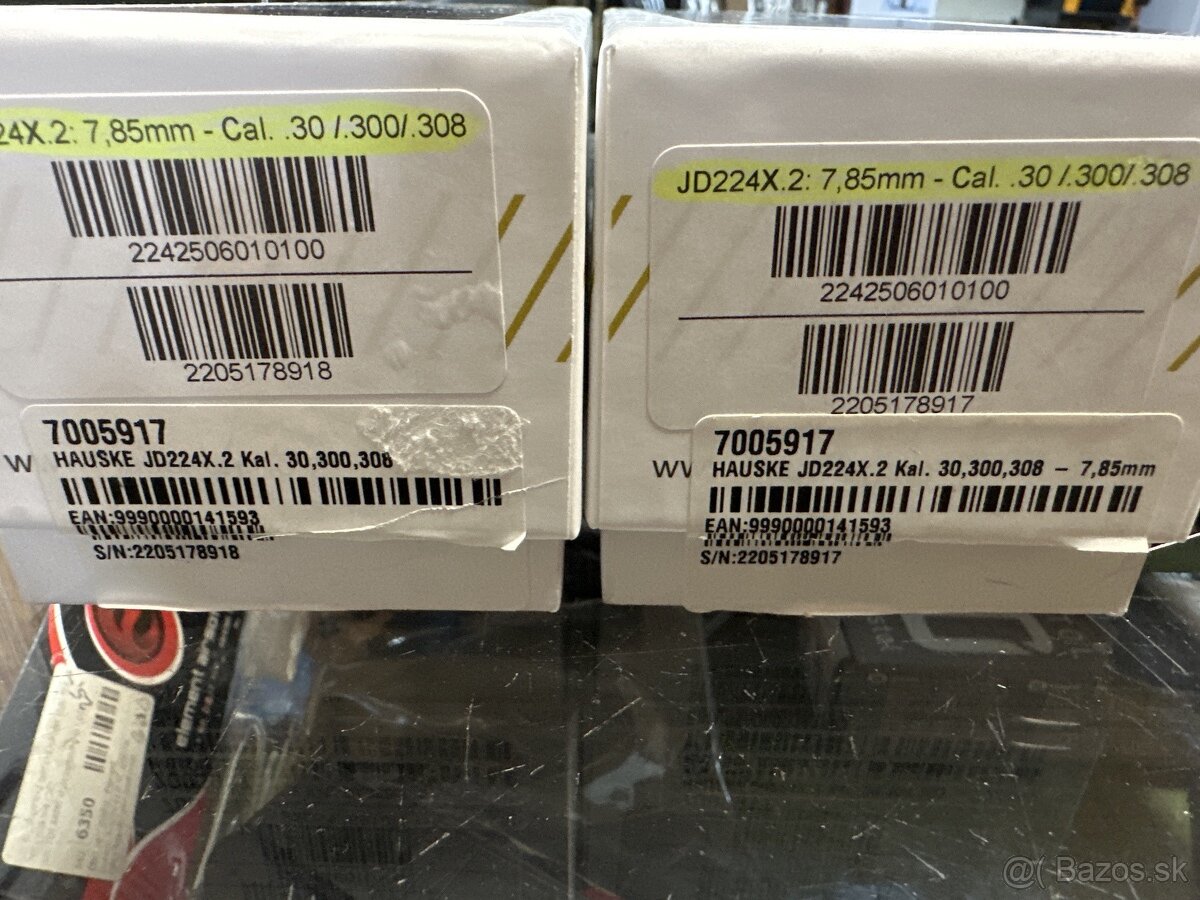 24X.2: 7,85mm - Cal. .30 /.300/.308
2242506010100
2205178918
7005917
W
HAUSKE JD224X.2 Kal. 30,300,308
EAN:9990000141593
S/N:2205178918
JD224X.2: 7,85mm - Cal. .30 /.300/.308
2242506010100
2205178917
7005917
HAUSKE JD224X.2 Kal. 30,300,308 – 7,85mm
EAN:9990000141593
S/N:2205178917
6350
@( Bazos.sk